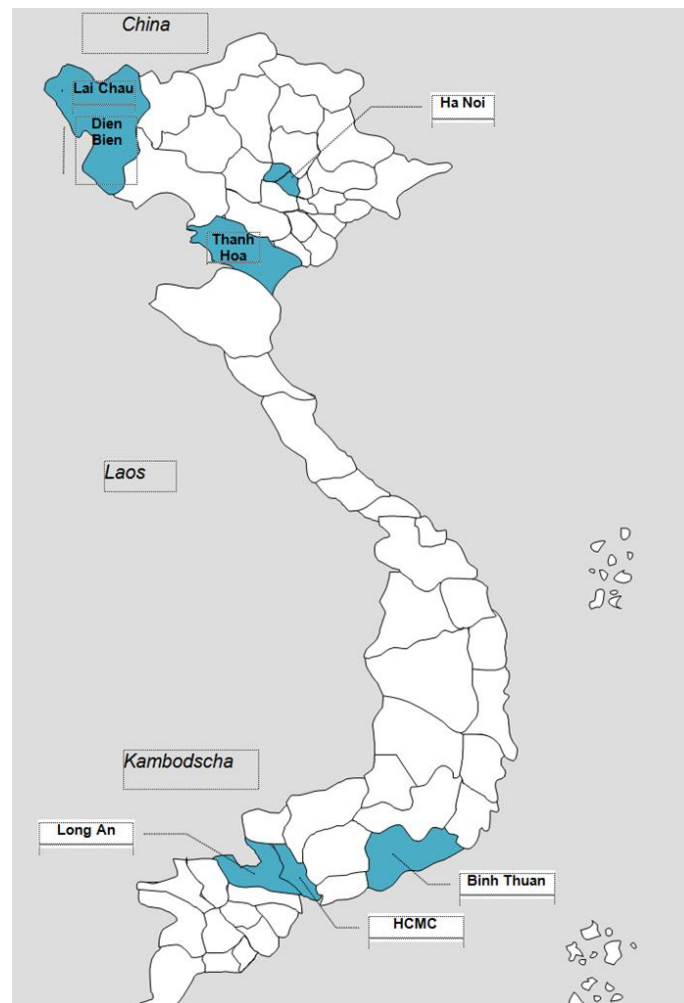 China
Lai Chau
Ha Noi
Dien
Bien
Thanh
Hoa
Laos
Kambodscha
Long An
Binh Thuan
HCMC